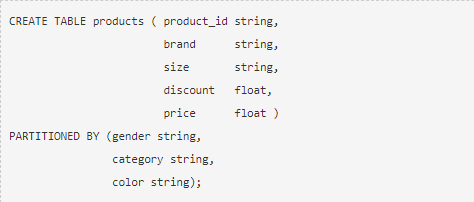 CREATE TABLE products ( product_id string,
                        brand      string,
                        size       string,
                        discount   float,
                        price      float )
PARTITIONED BY (gender string,
                category string,
                color string);